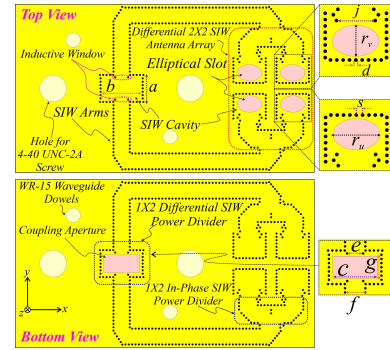 Top View
Inductive Window
Differential 2X2 SIW
Antenna Array
Elliptical Slot
b
a
SIW Arms
SIW Cavity
Hole for
4-40 UNC-2A
Screw
j
r_v
d
s
r_u
WR-15 Waveguide
Dowels
Coupling Aperture
1X2 Differential SIW
Power Divider
1X2 In-Phase SIW
Power Divider
y
z
x
Bottom View
e
c
g
f